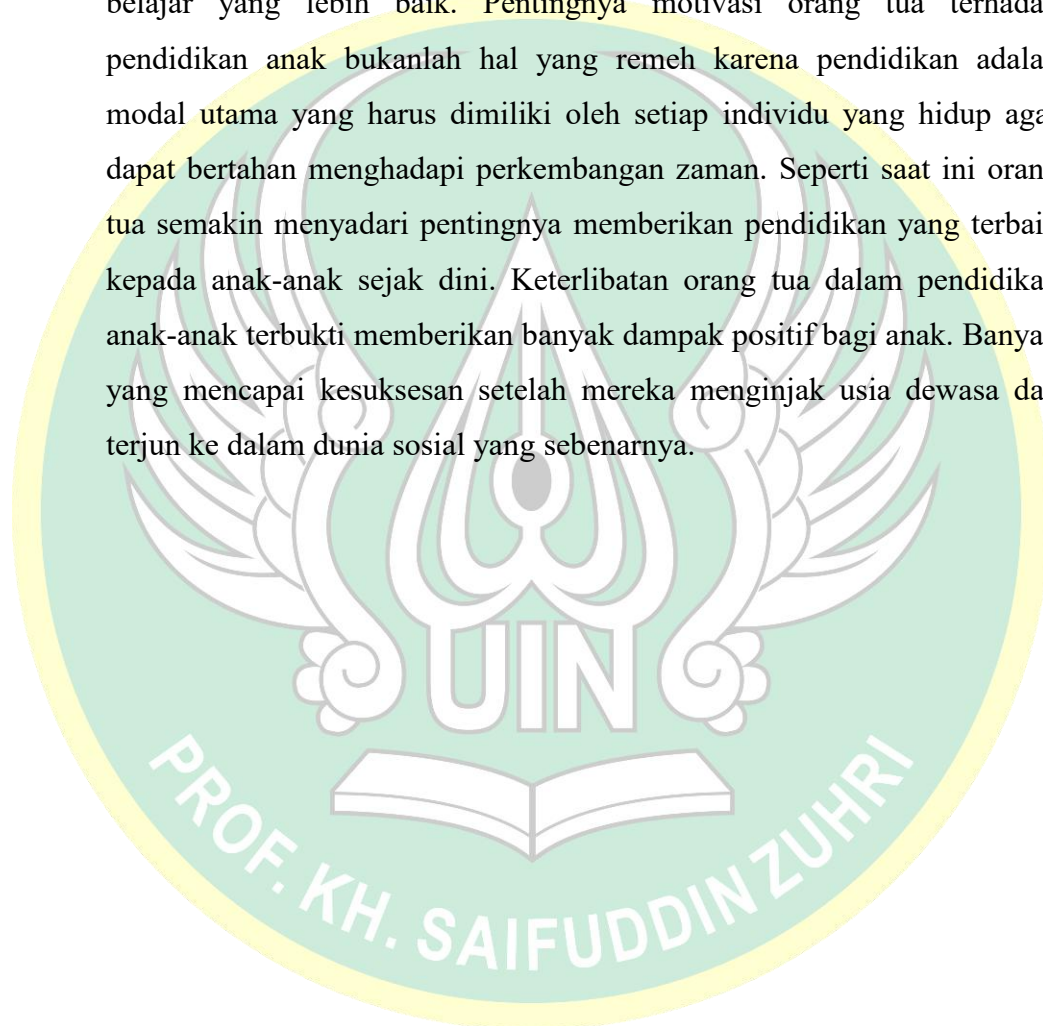 belajar yang lebih baik. Pentingnya motivasi orang tua terhada
pendidikan anak bukanlah hal yang remeh karena pendidikan adala
modal utama yang harus dimiliki oleh setiap individu yang hidup aga
dapat bertahan menghadapi perkembangan zaman. Seperti saat ini oran
tua semakin menyadari pentingnya memberikan pendidikan yang terbai
kepada anak-anak sejak dini. Keterlibatan orang tua dalam pendidika
anak-anak terbukti memberikan banyak dampak positif bagi anak. Banya
yang mencapai kesuksesan setelah mereka menginjak usia dewasa da
terjun ke dalam dunia sosial yang sebenarnya.
UIN
PROF. KH. SAIFUDDIN ZUHRI